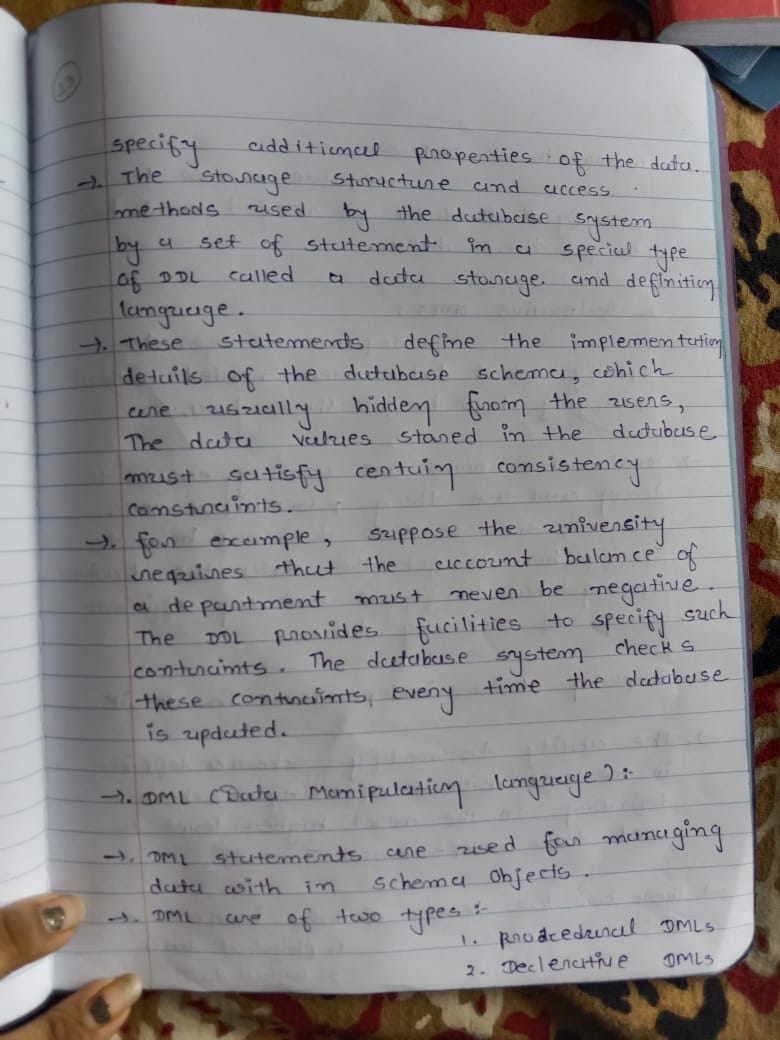 13
specify additional properties of the data.
→. The storage structure and access
methods used by the database system
by a set of statement in a special type
of DDL called a data storage. and definition
language.
→. These statements define the implementation
details of the database schema, which
are usually hidden from the users,
The data values stared in the database
must satisfy certain consistency
constraints.
→. for example, suppose the university
requires that the account balance of
a department must never be negative.
The DDL provides facilities to specify such
contraints. The database system checks
these contraints, every time the database
is updated.
→. DML (Data Manipulation language) :-
→. DML statements are used for managing
data with in schema objects.
→. DML are of two types :-
1. Procedural DMLs
2. Declerative DMLs